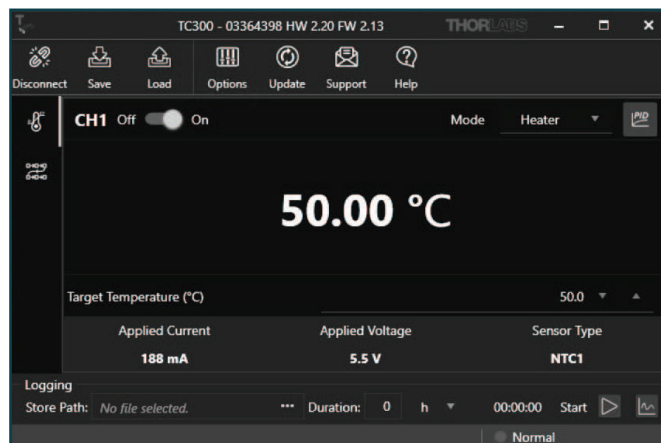 TC300 - 03364398 HW 2.20 FW 2.13
THORLABS
Disconnect Save Load Options Update Support Help
CH1 Off On Mode Heater PID
50.00 °C
Target Temperature (°C) 50.0
Applied Current Applied Voltage Sensor Type
188 mA 5.5 V NTC1
Logging
Store Path: No file selected. ... Duration: 0 h 00:00:00 Start
Normal